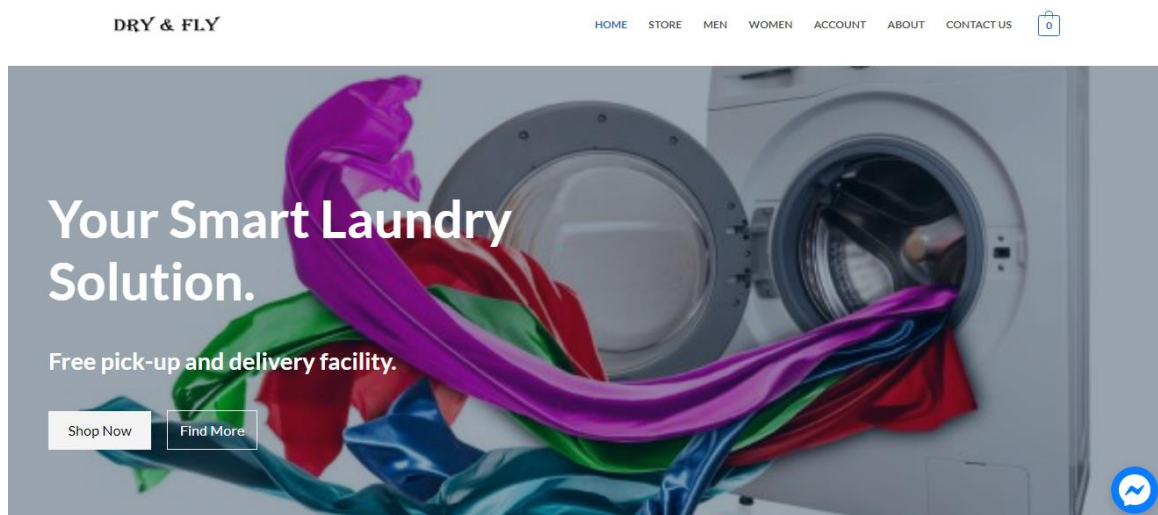 DRY & FLY
HOME STORE MEN WOMEN ACCOUNT ABOUT CONTACT US 0
Your Smart Laundry
Solution.
Free pick-up and delivery facility.
Shop Now Find More